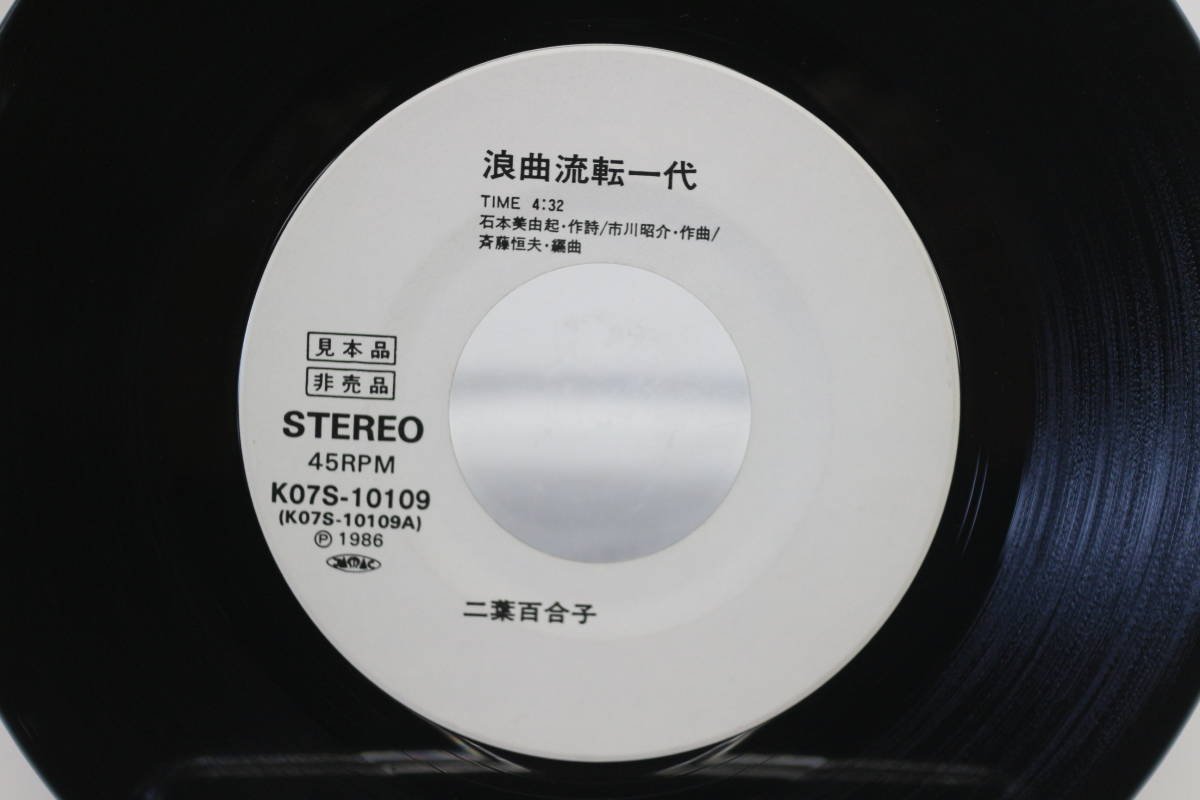 浪曲流転一代
TIME 4:32
石本美由起・作詩/市川昭介・作曲/
斉藤恒夫・編曲
見本品
非売品
STEREO
45RPM
K07S-10109
(K07S-10109A)
Ⓟ 1986
二葉百合子